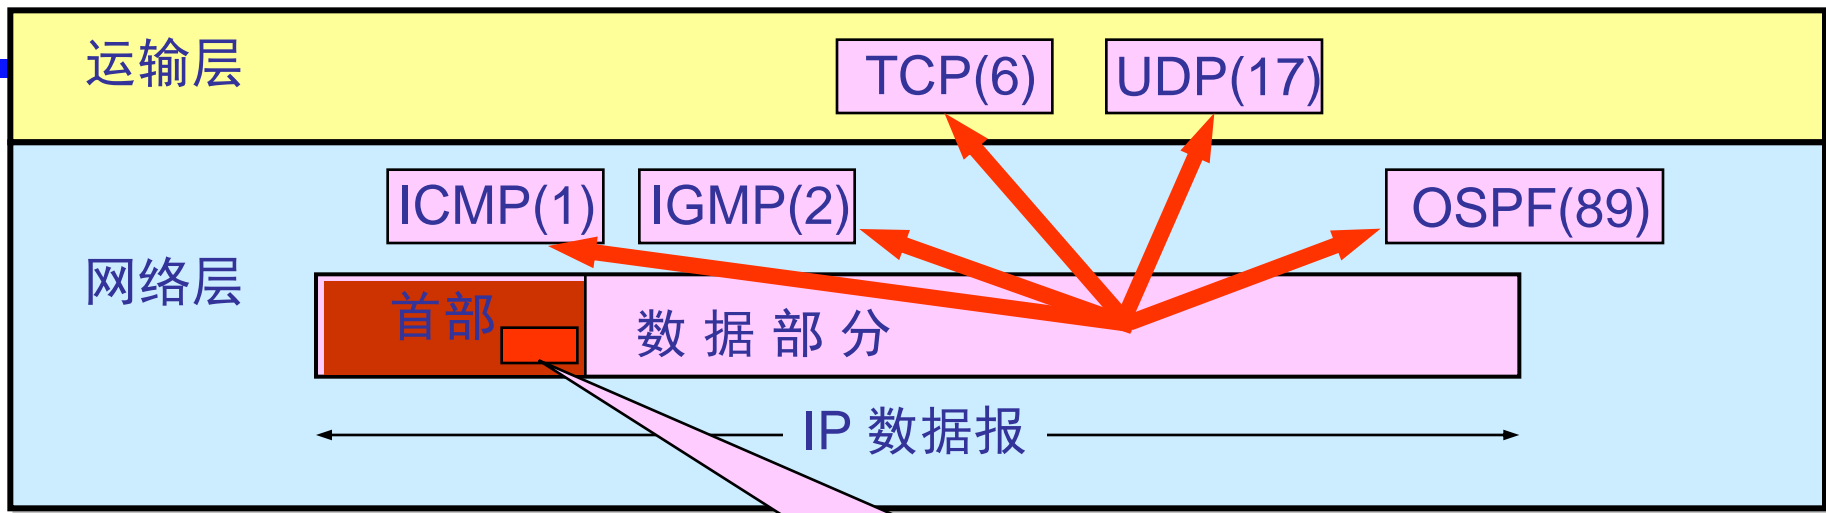 运输层
TCP(6)
UDP(17)
ICMP(1)
IGMP(2)
OSPF(89)
网络层
首部
数据部分
IP 数据报